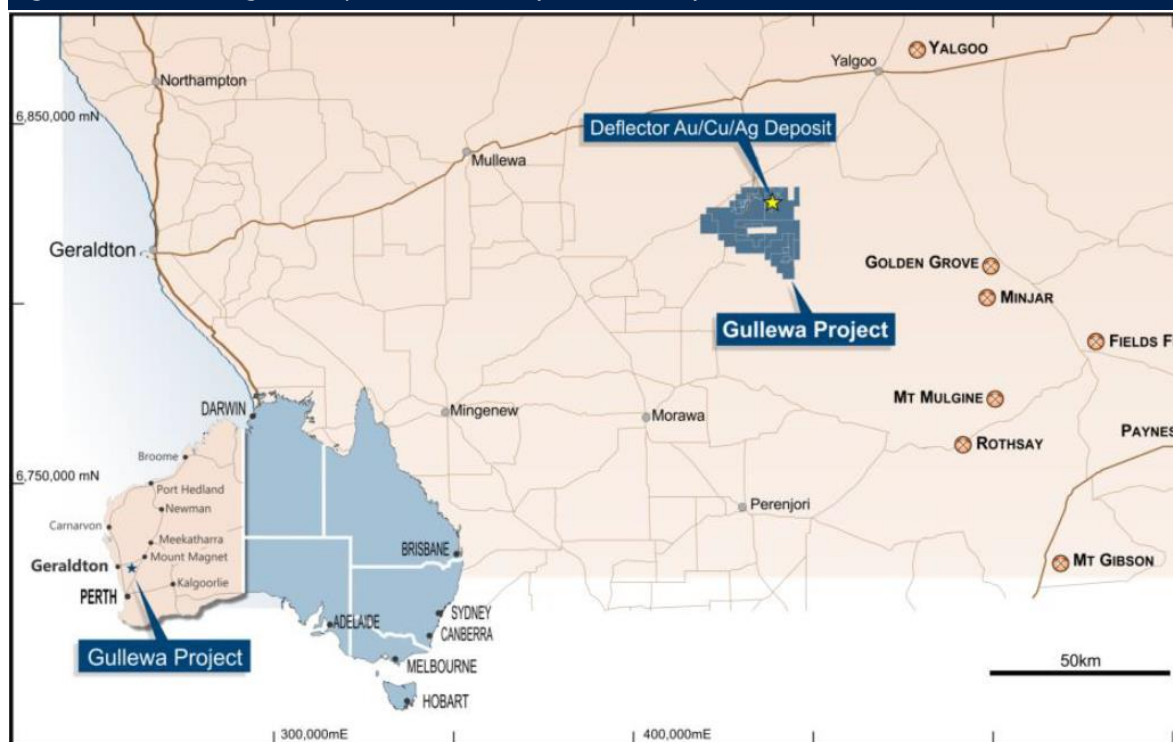 YALGOO
Yalgoo
Northampton
6,850,000 mN
Deflector Au/Cu/Ag Deposit
Mullewa
Geraldton
GOLDEN GROVE
MINJAR
Gullewa Project
FIELDS F
DARWIN
Mingenew
Morawa
MT MULGINE
ROTHSAY
PAYNES
Broome
6,750,000 mN
Port Hedland
Newman
Perenjori
Carnarvon
Meekatharra
Mount Magnet
BRISBANE
Geraldton
Kalgoorlie
MT GIBSON
PERTH
SYDNEY
ADELAIDE
CANBERRA
Gullewa Project
MELBOURNE
50km
HOBART
300,000mE
400,000mE